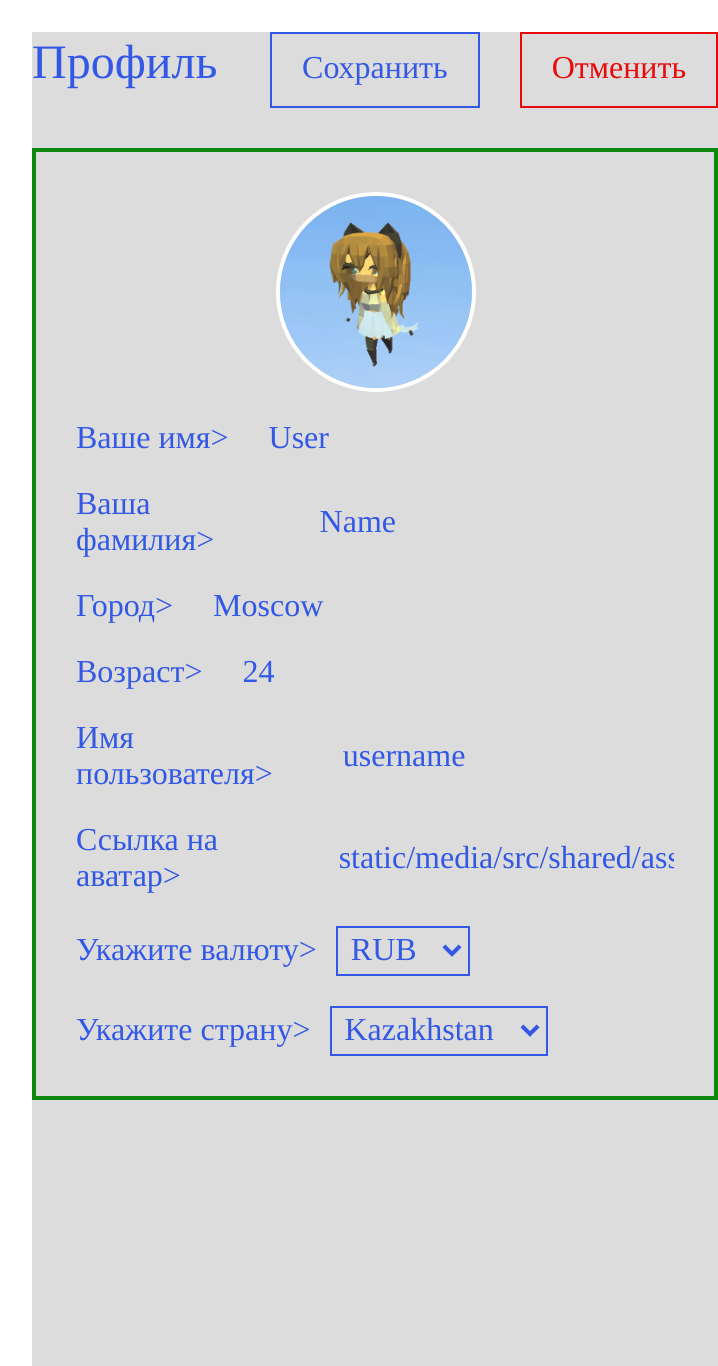 Профиль Сохранить Отменить
Ваше имя> User
Ваша
фамилия> Name
Город> Moscow
Возраст> 24
Имя
пользователя> username
Ссылка на
аватар> static/media/src/shared/ass
Укажите валюту> RUB
Укажите страну> Kazakhstan